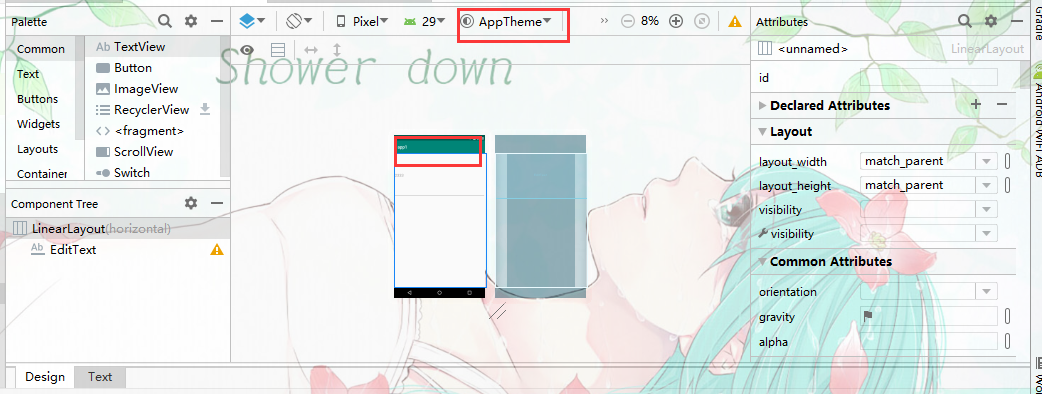 Palette
Pixel
29
AppTheme
8%
Attributes
Common
Text
Buttons
Widgets
Layouts
Container
Ab TextView
Button
ImageView
RecyclerView
<fragment>
ScrollView
Switch
Shower down
<unnamed>
LinearLayout
id
Declared Attributes
Layout
layout_width match_parent
layout_height match_parent
visibility
visibility
Common Attributes
orientation
gravity
alpha
Component Tree
LinearLayout(horizontal)
Ab EditText
Design Text
Gradle
Android WiFi ADB